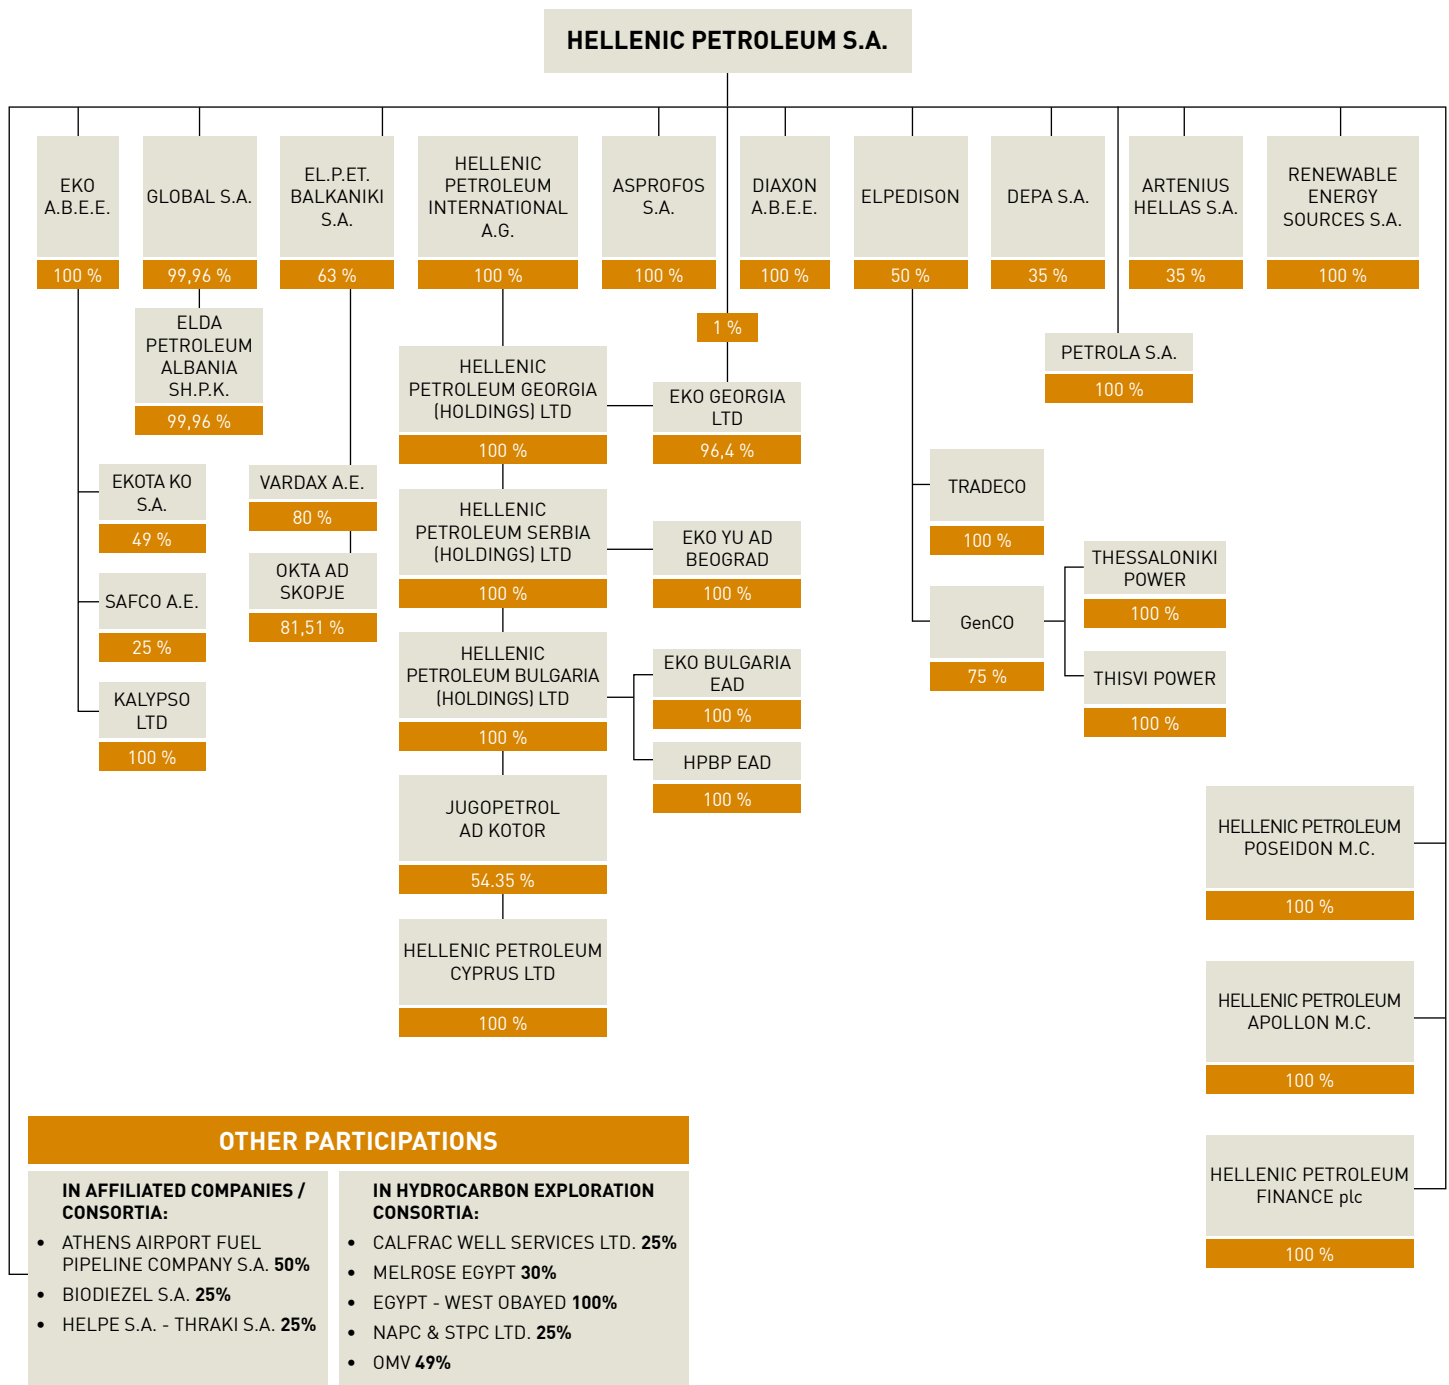 HELLENIC PETROLEUM S.A.
EKO
A.B.E.E.
100 %
GLOBAL S.A.
99,96 %
EL.P.ET.
BALKANIKI
S.A.
63 %
HELLENIC
PETROLEUM
INTERNATIONAL
A.G.
100 %
ASPROFOS
S.A.
100 %
DIAXON
A.B.E.E.
100 %
ELPEDISON
50 %
DEPA S.A.
35 %
ARTENIUS
HELLAS S.A.
35 %
RENEWABLE
ENERGY
SOURCES S.A.
100 %
ELDA
PETROLEUM
ALBANIA
SH.P.K.
99,96 %
1 %
HELLENIC
PETROLEUM GEORGIA
(HOLDINGS) LTD
100 %
EKO GEORGIA
LTD
96,4 %
PETROLA S.A.
100 %
EKOTA KO
S.A.
49 %
SAFCO A.E.
25 %
KALYPSO
LTD
100 %
VARDAX A.E.
80 %
OKTA AD
SKOPJE
81,51 %
HELLENIC
PETROLEUM SERBIA
(HOLDINGS) LTD
100 %
EKO YU AD
BEOGRAD
100 %
HELLENIC
PETROLEUM BULGARIA
(HOLDINGS) LTD
100 %
EKO BULGARIA
EAD
100 %
HPBP EAD
100 %
JUGOPETROL
AD KOTOR
54.35 %
HELLENIC PETROLEUM
CYPRUS LTD
100 %
TRADECO
100 %
GenCO
75 %
THESSALONIKI
POWER
100 %
THISVI POWER
100 %
HELLENIC PETROLEUM
POSEIDON M.C.
100 %
HELLENIC PETROLEUM
APOLLON M.C.
100 %
HELLENIC PETROLEUM
FINANCE plc
100 %
OTHER PARTICIPATIONS
IN AFFILIATED COMPANIES /
CONSORTIA:
• ATHENS AIRPORT FUEL
PIPELINE COMPANY S.A. 50%
• BIODIEZEL S.A. 25%
• HELPE S.A. - THRAKI S.A. 25%
IN HYDROCARBON EXPLORATION
CONSORTIA:
• CALFRAC WELL SERVICES LTD. 25%
• MELROSE EGYPT 30%
• EGYPT - WEST OBAYED 100%
• NAPC & STPC LTD. 25%
• OMV 49%